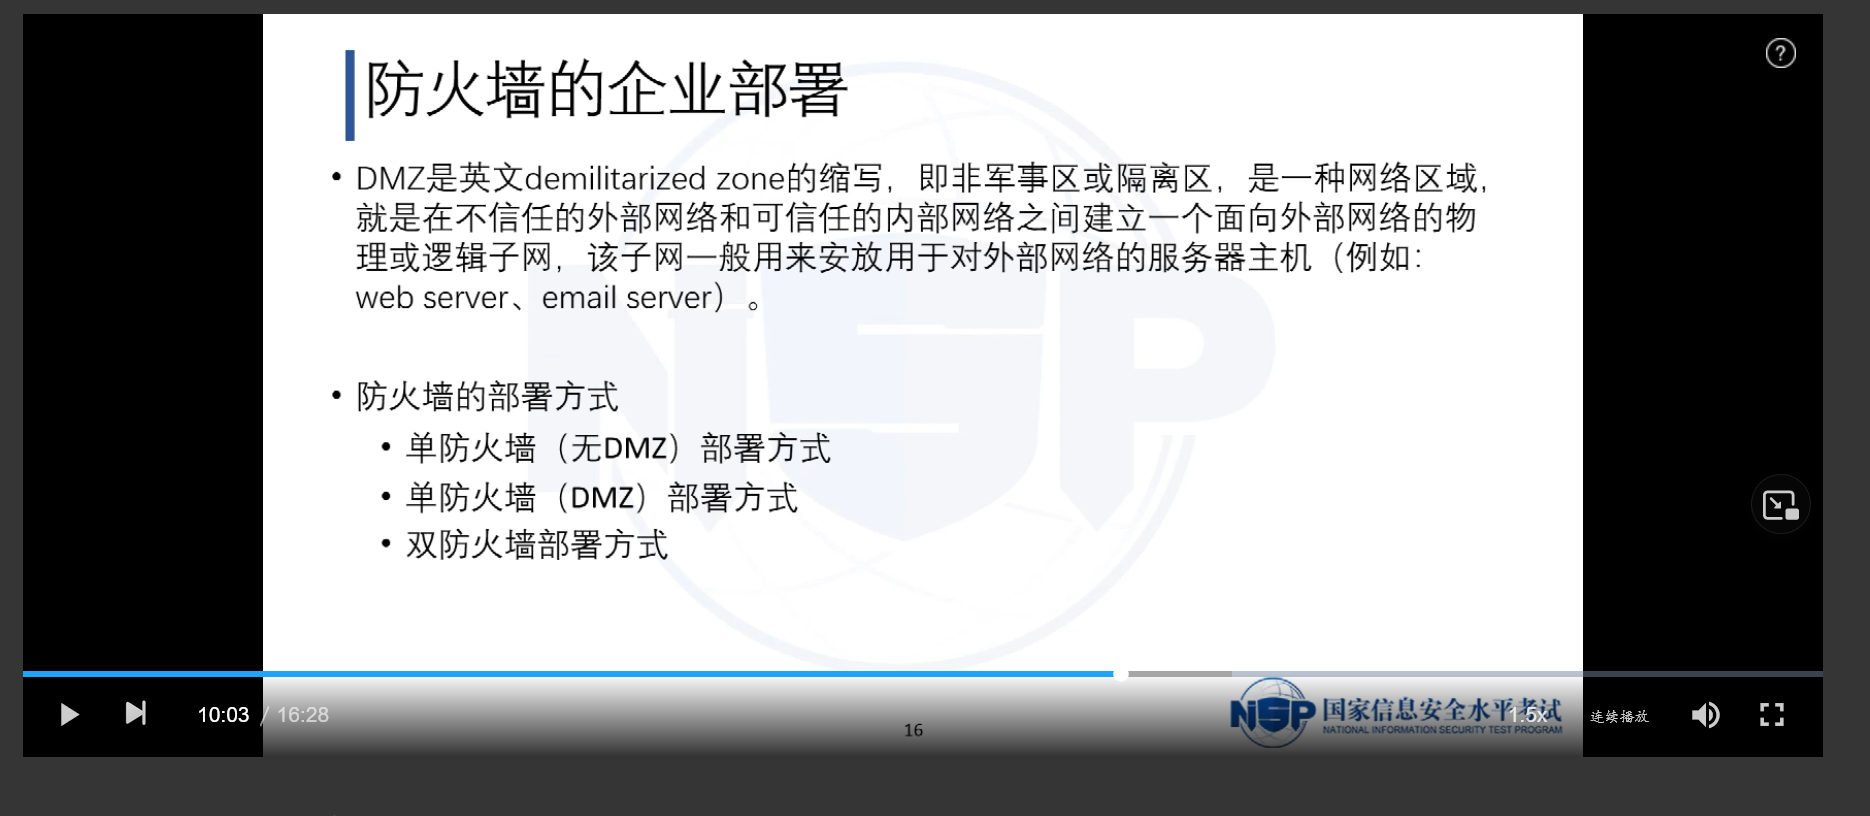 防火墙的企业部署
• DMZ是英文demilitarized zone的缩写，即非军事区或隔离区，是一种网络区域，
就是在不信任的外部网络和可信任的内部网络之间建立一个面向外部网络的物
理或逻辑子网，该子网一般用来安放用于对外部网络的服务器主机（例如：
web server、email server）。
• 防火墙的部署方式
• 单防火墙（无DMZ）部署方式
• 单防火墙（DMZ）部署方式
• 双防火墙部署方式
NISP
10:03 / 16:28
16
NISP 国家信息安全水平考试
NATIONAL INFORMATION SECURITY TEST PROGRAM
1.5x
连续播放